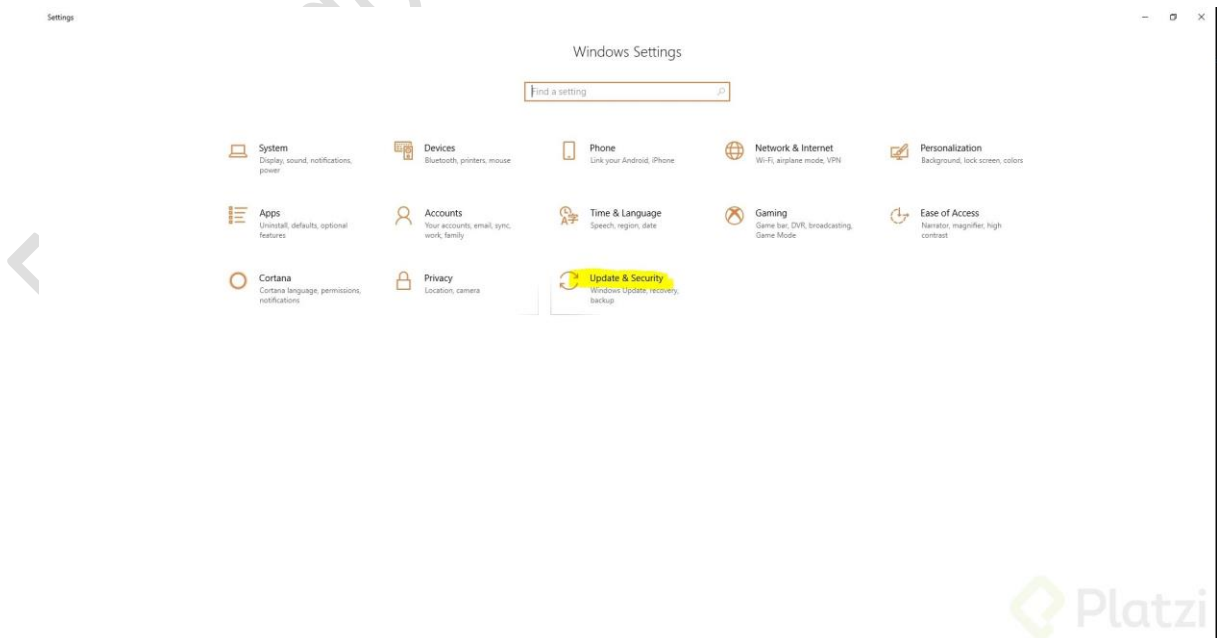 Settings
Windows Settings
Find a setting
System
Display, sound, notifications,
power
Devices
Bluetooth, printers, mouse
Phone
Link your Android, iPhone
Network & Internet
Wi-Fi, airplane mode, VPN
Personalization
Background, lock screen, colors
Apps
Uninstall, defaults, optional
features
Accounts
Your accounts, email, sync,
work, family
Time & Language
Speech, region, date
Gaming
Game bar, DVR, broadcasting,
Game Mode
Ease of Access
Narrator, magnifier, high
contrast
Cortana
Cortana language, permissions,
notifications
Privacy
Location, camera
Update & Security
Windows Update, recovery,
backup
Platzi